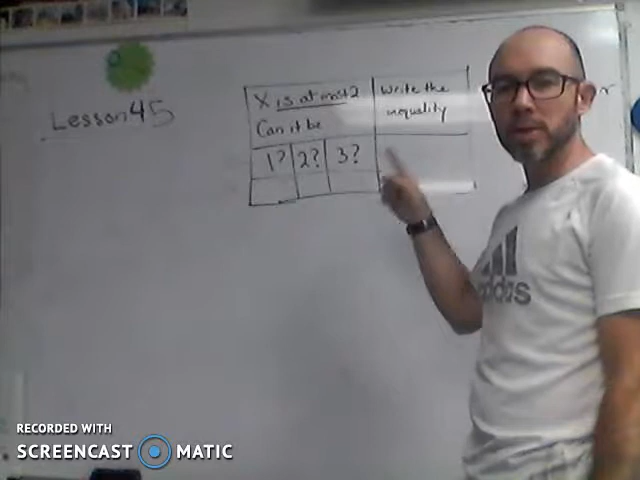 Lesson 45
X is at most 2
Can it be
Write the
inequality
1? 2? 3?
adidas
RECORDED WITH
SCREENCAST MATIC